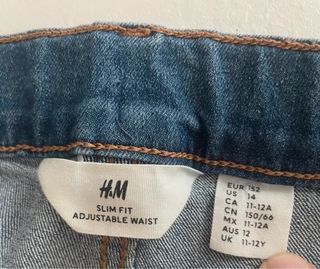 H&M
SLIM FIT
ADJUSTABLE WAIST
EUR 152
US 14
CA 11-12A
CN 150/66
MX 11-12A
AUS 12
UK 11-12Y